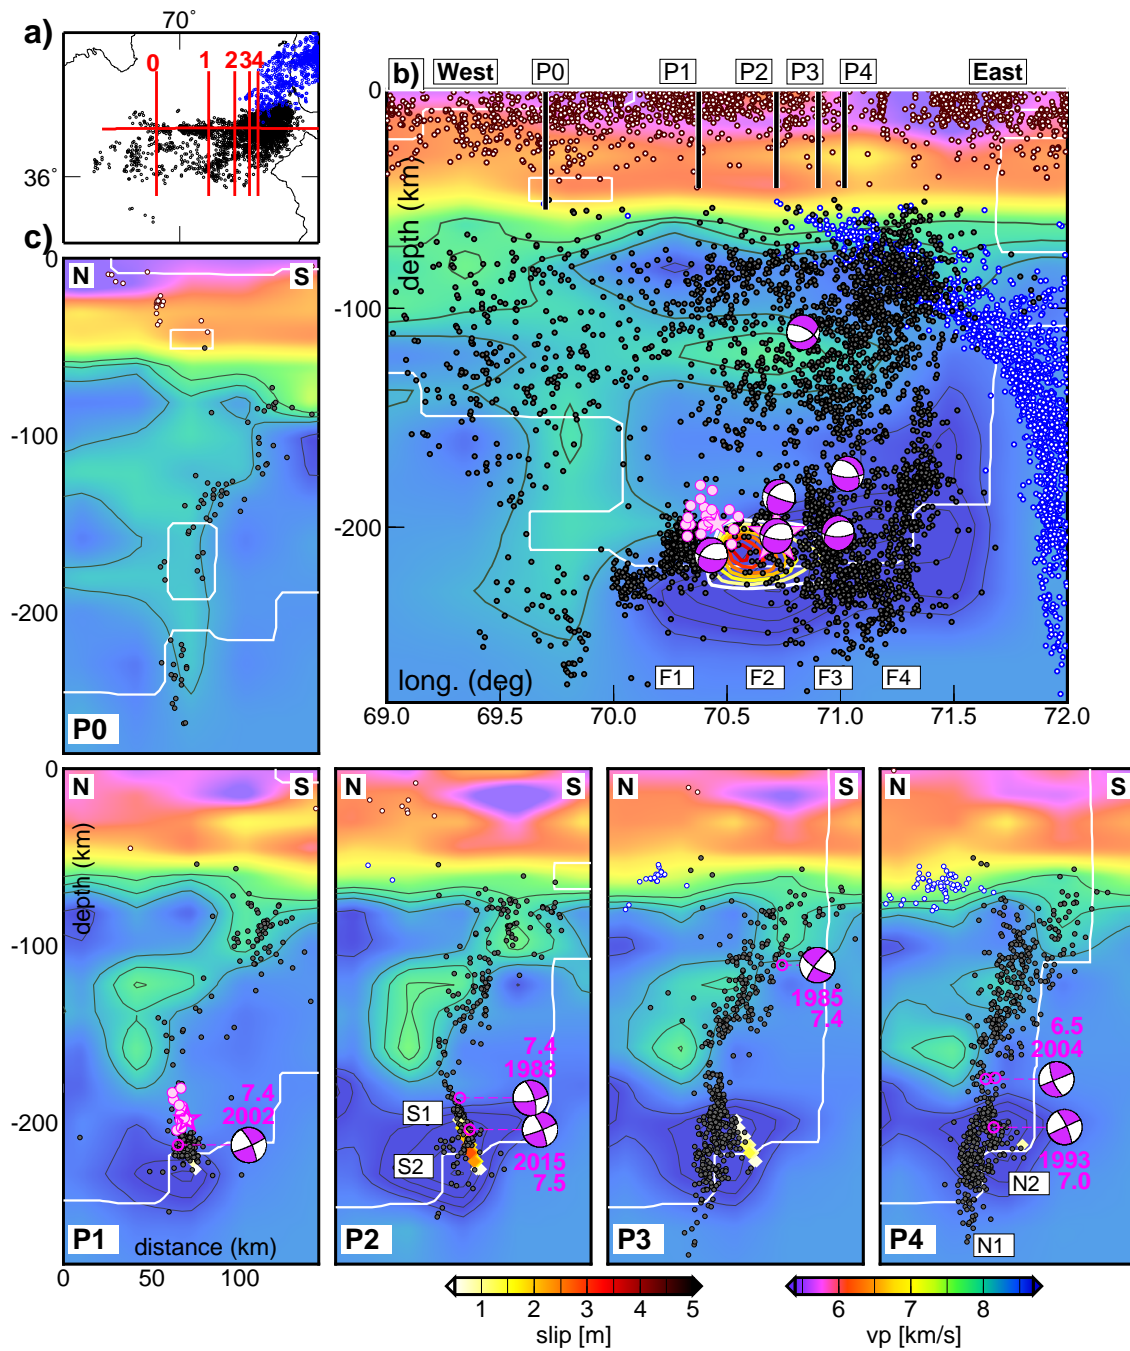 a)
70°
0 1 2 3 4
36°
b) West P0 P1 P2 P3 P4 East
0
-100
-200
depth (km)
long. (deg)
F1 F2 F3 F4
69.0 69.5 70.0 70.5 71.0 71.5 72.0
c)
N S
0
-100
-200
P0
0
-100
-200
depth (km)
N S
7.4
2002
P1
distance (km)
0 50 100
N S
7.4
1983
S1
S2
2015
7.5
P2
N S
1985
7.4
P3
N S
6.5
2004
1993
7.0
N2
N1
P4
1 2 3 4 5
slip [m]
6 7 8
vp [km/s]